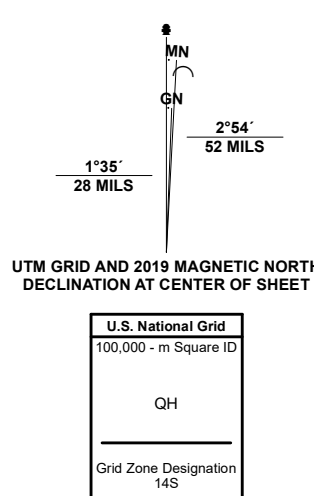 MN
GN
2°54´
52 MILS
1°35´
28 MILS
UTM GRID AND 2019 MAGNETIC NORTH
DECLINATION AT CENTER OF SHEET
U.S. National Grid
100,000 - m Square ID
QH
Grid Zone Designation
14S